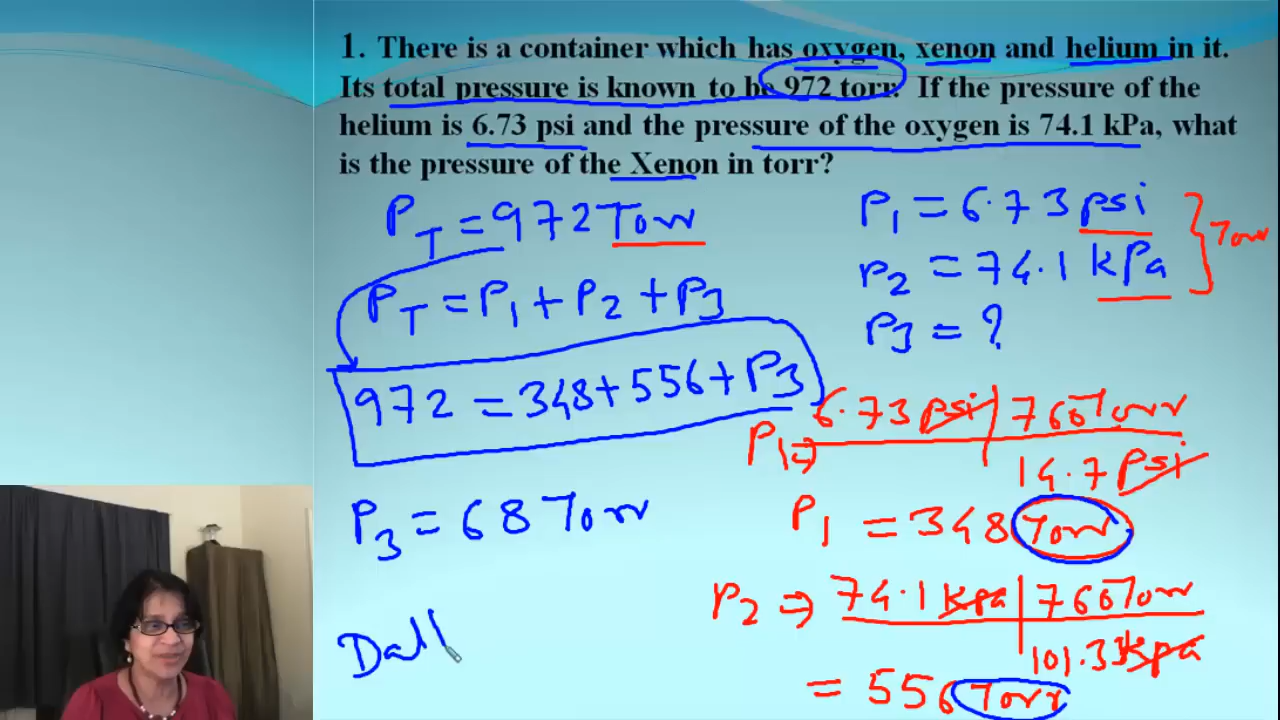 1. There is a container which has oxygen, xenon and helium in it.
Its total pressure is known to be 972 torr. If the pressure of the
helium is 6.73 psi and the pressure of the oxygen is 74.1 kPa, what
is the pressure of the Xenon in torr?
PT = 972 Torr
PT = P1 + P2 + P3
972 = 348 + 556 + P3
P3 = 68 Torr
Dall
P1 = 6.73 psi
P2 = 74.1 kPa
Torr
P3 = ?
P1 ⇒ 6.73 psi | 760 Torr
14.7 psi
P1 = 348 Torr
P2 ⇒ 74.1 kpa | 760 Torr
101.33 kpa
= 556 Torr